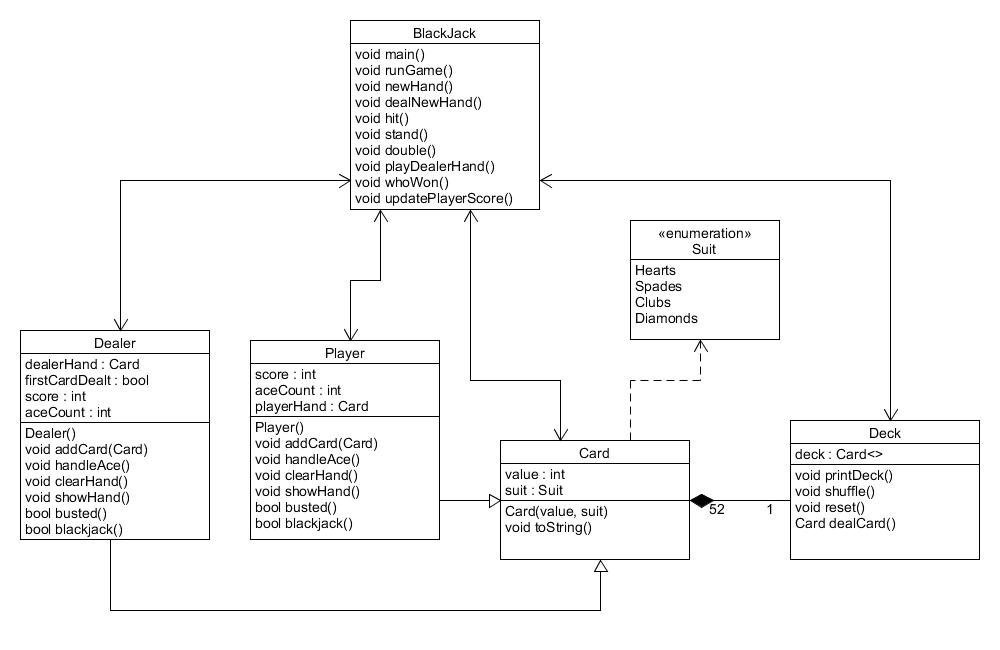 BlackJack
void main()
void runGame()
void newHand()
void dealNewHand()
void hit()
void stand()
void double()
void playDealerHand()
void whoWon()
void updatePlayerScore()
«enumeration»
Suit
Hearts
Spades
Clubs
Diamonds
Dealer
dealerHand : Card
firstCardDealt : bool
score : int
aceCount : int
Dealer()
void addCard(Card)
void handleAce()
void clearHand()
void showHand()
bool busted()
bool blackjack()
Player
score : int
aceCount : int
playerHand : Card
Player()
void addCard(Card)
void handleAce()
void clearHand()
void showHand()
bool busted()
bool blackjack()
Card
value : int
suit : Suit
Card(value, suit)
void toString()
52
1
Deck
deck : Card<>
void printDeck()
void shuffle()
void reset()
Card dealCard()